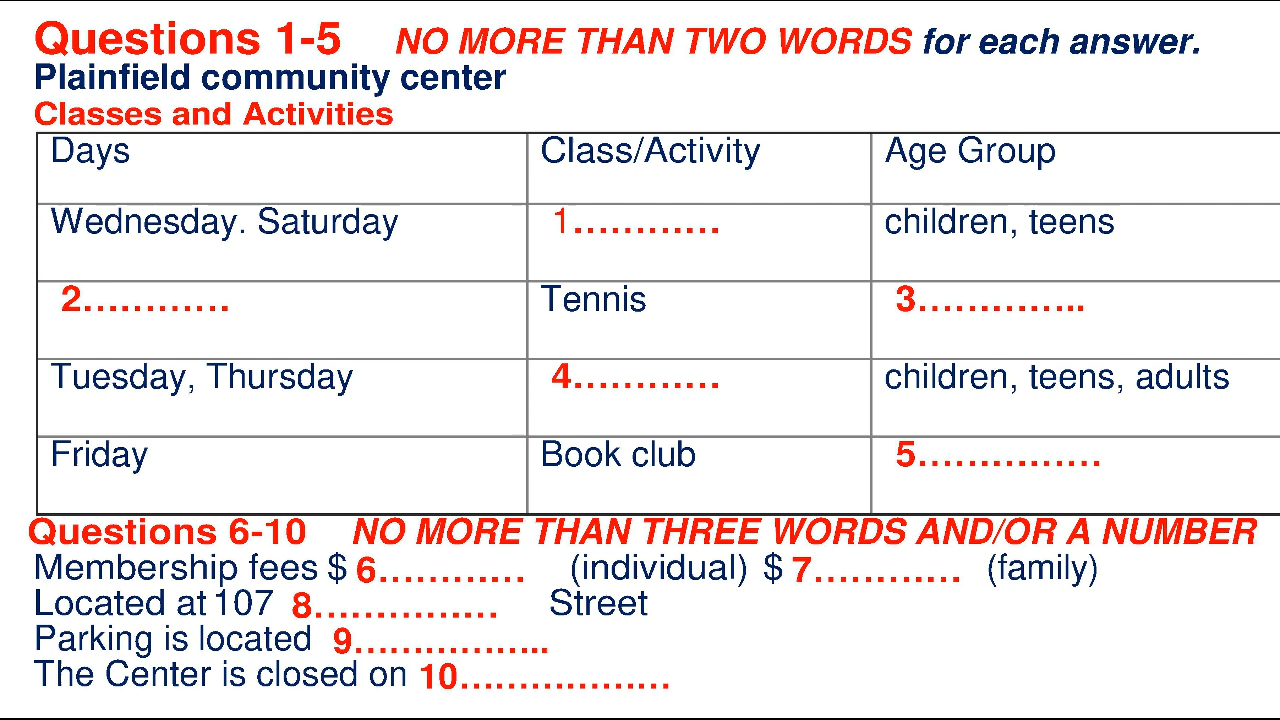 Questions 1-5 NO MORE THAN TWO WORDS for each answer.
Plainfield community center
Classes and Activities
Days Class/Activity Age Group
Wednesday. Saturday 1………… children, teens
2………… Tennis 3…………..
Tuesday, Thursday 4………… children, teens, adults
Friday Book club 5……………
Questions 6-10 NO MORE THAN THREE WORDS AND/OR A NUMBER
Membership fees $ 6………… (individual) $ 7………… (family)
Located at 107 8…………… Street
Parking is located 9……………..
The Center is closed on 10………………